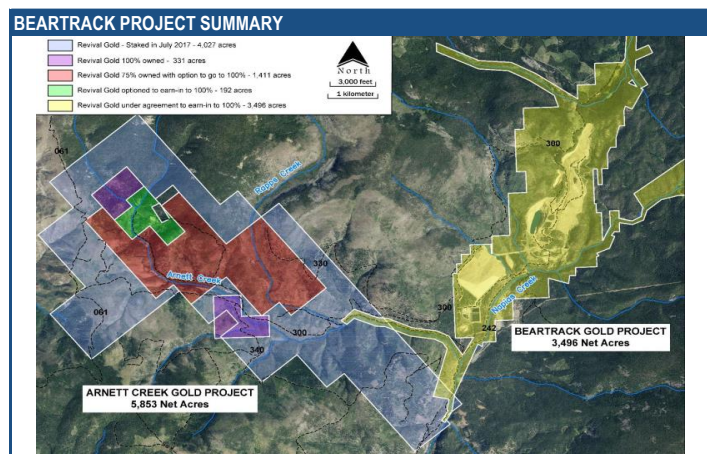 BEARTRACK PROJECT SUMMARY
Revival Gold - Staked in July 2017 - 4,027 acres
Revival Gold 100% owned - 331 acres
Revival Gold 75% owned with option to go to 100% - 1,411 acres
Revival Gold optioned to earn-in to 100% - 192 acres
Revival Gold under agreement to earn-in to 100% - 3,496 acres
North
3,000 feet
1 kilometer
061
300
Creek
Arnett Creek
330
300
061
300
242
340
BEARTRACK GOLD PROJECT
3,496 Net Acres
ARNETT CREEK GOLD PROJECT
5,853 Net Acres